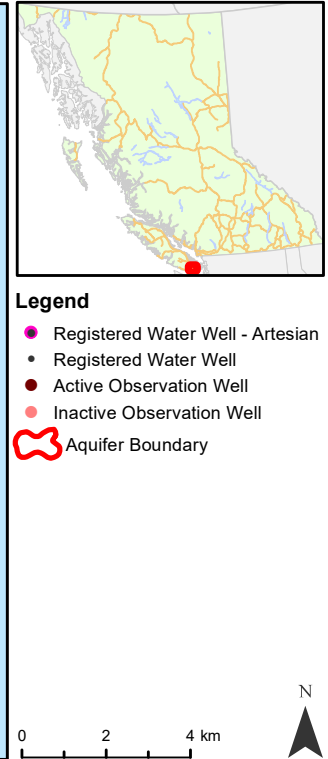 Legend
Registered Water Well - Artesian
Registered Water Well
Active Observation Well
Inactive Observation Well
Aquifer Boundary
N
0 2 4 km